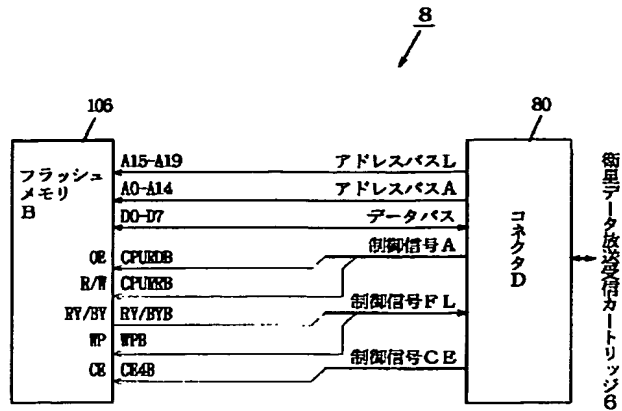 8
106
80
フラッシュ
メモリ
B
A15-A19
アドレスバスL
A0-A14
アドレスバスA
D0-D7
データバス
制御信号A
OE
CPURDB
R/W
CPUWRB
制御信号FL
RY/BY
RY/BYB
WP
WPB
制御信号CE
CE
CE4B
コネクタD
衛星データ放送受信カートリッジ6